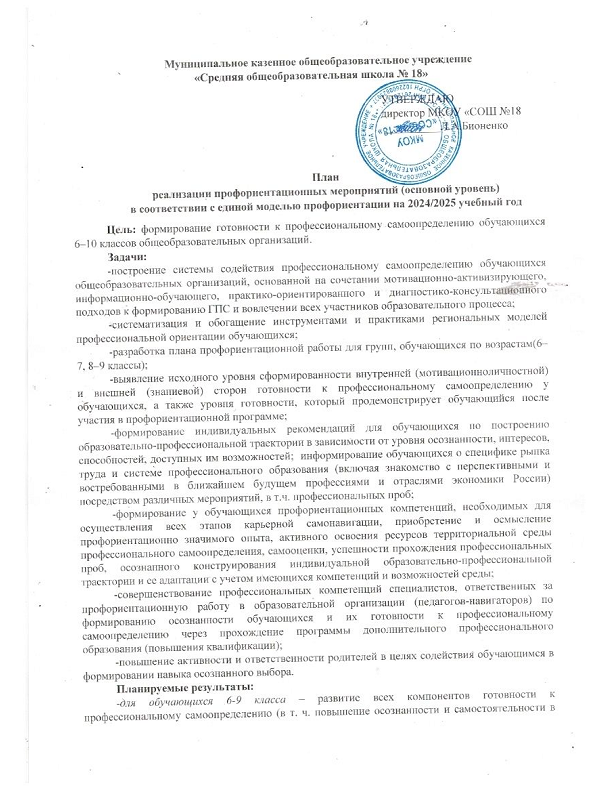 Муниципальное казенное общеобразовательное учреждение
«Средняя общеобразовательная школа № 18»
УТВЕРЖДАЮ
директор МКОУ «СОШ №18
Л.А.Бионенко
МКОУ
«СОШ №18»
План
реализации профориентационных мероприятий (основной уровень)
в соответствии с единой моделью профориентации на 2024/2025 учебный год
Цель: формирование готовности к профессиональному самоопределению обучающихся
6–10 классов общеобразовательных организаций.
Задачи:
-построение системы содействия профессиональному самоопределению обучающихся
общеобразовательных организаций, основанной на сочетании мотивационно-активизирующего,
информационно-обучающего, практико-ориентированного и диагностико-консультационного
подходов к формированию ГПС и вовлечении всех участников образовательного процесса;
-систематизация и обогащение инструментами и практиками региональных моделей
профессиональной ориентации обучающихся;
-разработка плана профориентационной работы для групп, обучающихся по возрастам(6–
7, 8–9 классы);
-выявление исходного уровня сформированности внутренней (мотивационноличностной)
и внешней (знаниевой) сторон готовности к профессиональному самоопределению у
обучающихся, а также уровня готовности, который продемонстрирует обучающийся после
участия в профориентационной программе;
-формирование индивидуальных рекомендаций для обучающихся по построению
образовательно-профессиональной траектории в зависимости от уровня осознанности, интересов,
способностей, доступных им возможностей; информирование обучающихся о специфике рынка
труда и системе профессионального образования (включая знакомство с перспективными и
востребованными в ближайшем будущем профессиями и отраслями экономики России)
посредством различных мероприятий, в т.ч. профессиональных проб;
-формирование у обучающихся профориентационных компетенций, необходимых для
осуществления всех этапов карьерной самонавигации, приобретение и осмысление
профориентационно значимого опыта, активного освоения ресурсов территориальной среды
профессионального самоопределения, самооценки, успешности прохождения профессиональных
проб, осознанного конструирования индивидуальной образовательно-профессиональной
траектории и ее адаптации с учетом имеющихся компетенций и возможностей среды;
-совершенствование профессиональных компетенций специалистов, ответственных за
профориентационную работу в образовательной организации (педагогов-навигаторов) по
формированию осознанности обучающихся и их готовности к профессиональному
самоопределению через прохождение программы дополнительного профессионального
образования (повышения квалификации);
-повышение активности и ответственности родителей в целях содействия обучающимся в
формировании навыка осознанного выбора.
Планируемые результаты:
-для обучающихся 6-9 класса – развитие всех компонентов готовности к
профессиональному самоопределению (в т. ч. повышение осознанности и самостоятельности в